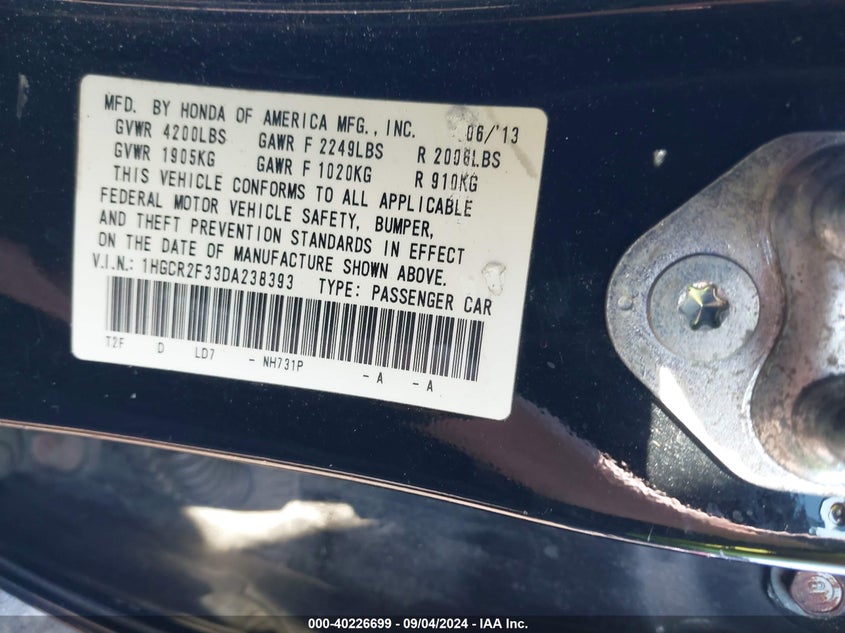 MFD. BY HONDA OF AMERICA MFG., INC. 06/'13
GVWR 4200LBS GAWR F 2249LBS R 2006LBS
GVWR 1905KG GAWR F 1020KG R 910KG
THIS VEHICLE CONFORMS TO ALL APPLICABLE
FEDERAL MOTOR VEHICLE SAFETY, BUMPER,
AND THEFT PREVENTION STANDARDS IN EFFECT
ON THE DATE OF MANUFACTURE SHOWN ABOVE.
V.I.N.: 1HGCR2F33DA238393 TYPE: PASSENGER CAR
T2F D LD7 - NH731P - A - A
000-40226699 - 09/04/2024 - IAA Inc.